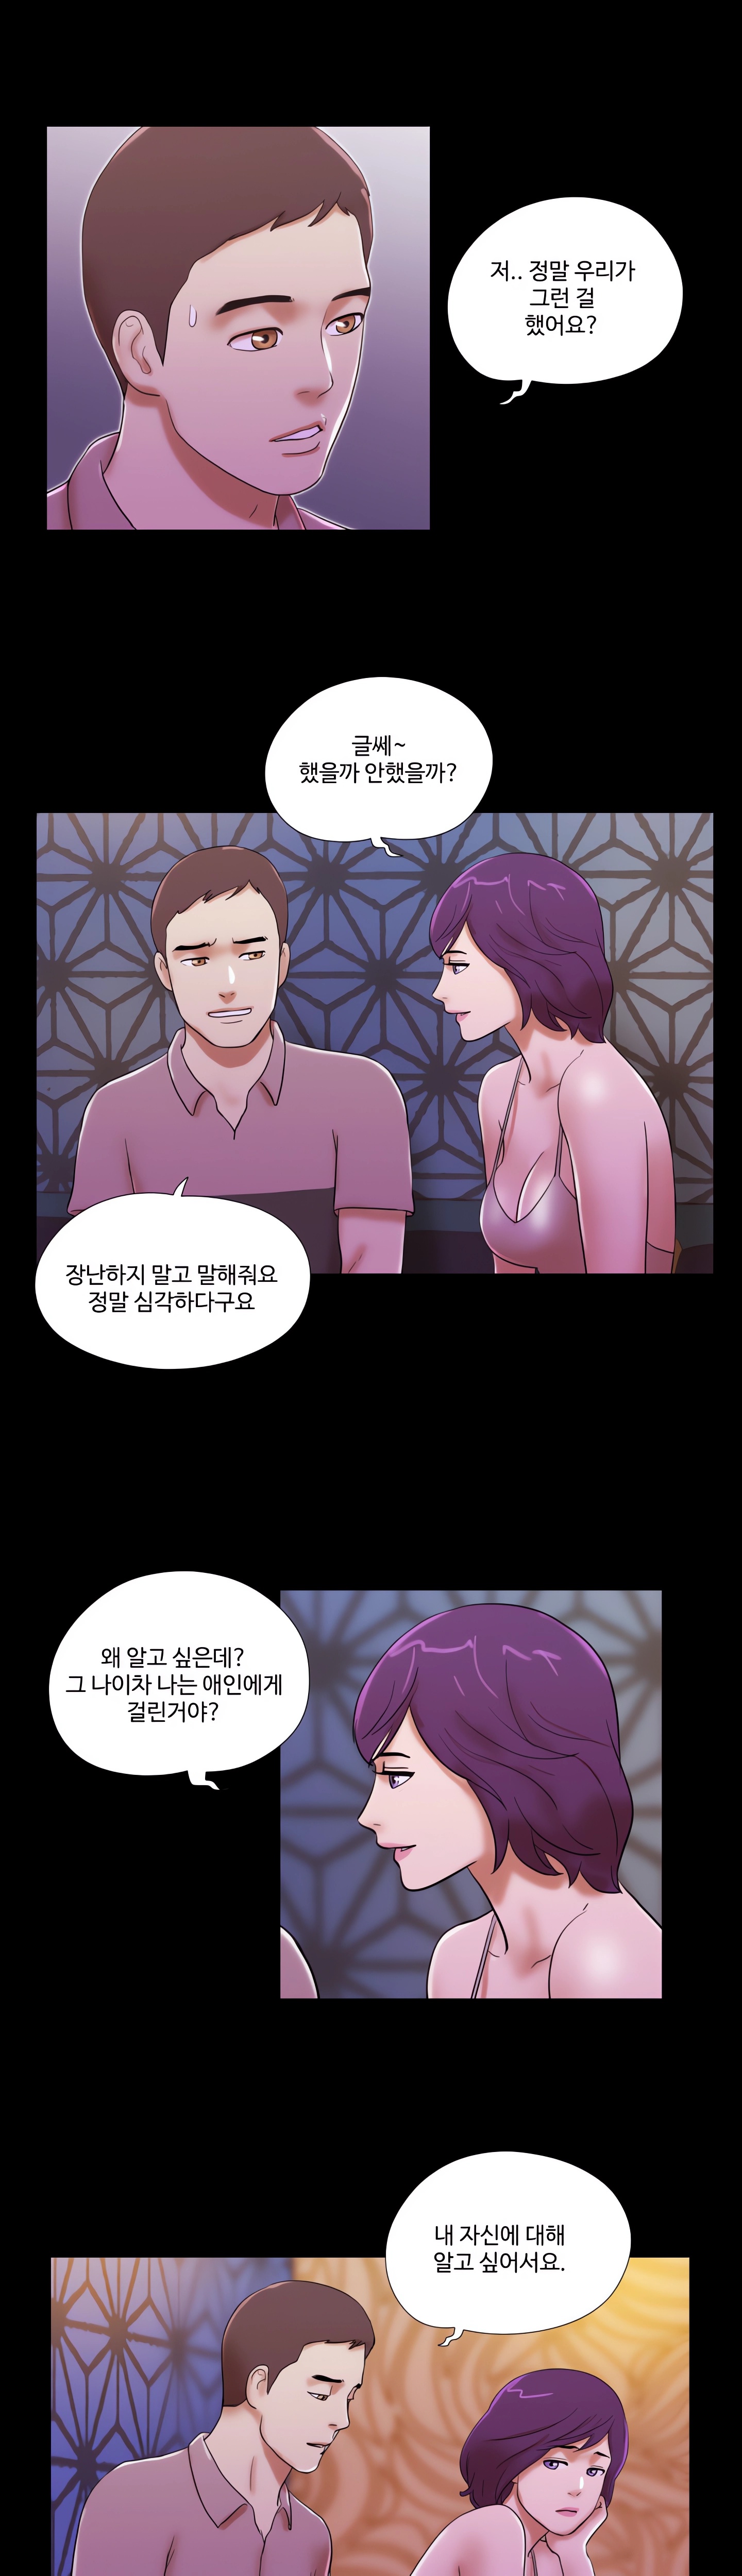 저.. 정말 우리가
그런 걸
했어요?
글쎄~
했을까 안했을까?
장난하지 말고 말해줘요
정말 심각하다구요
왜 알고 싶은데?
그 나이차 나는 애인에게
걸린거야?
내 자신에 대해
알고 싶어서요.